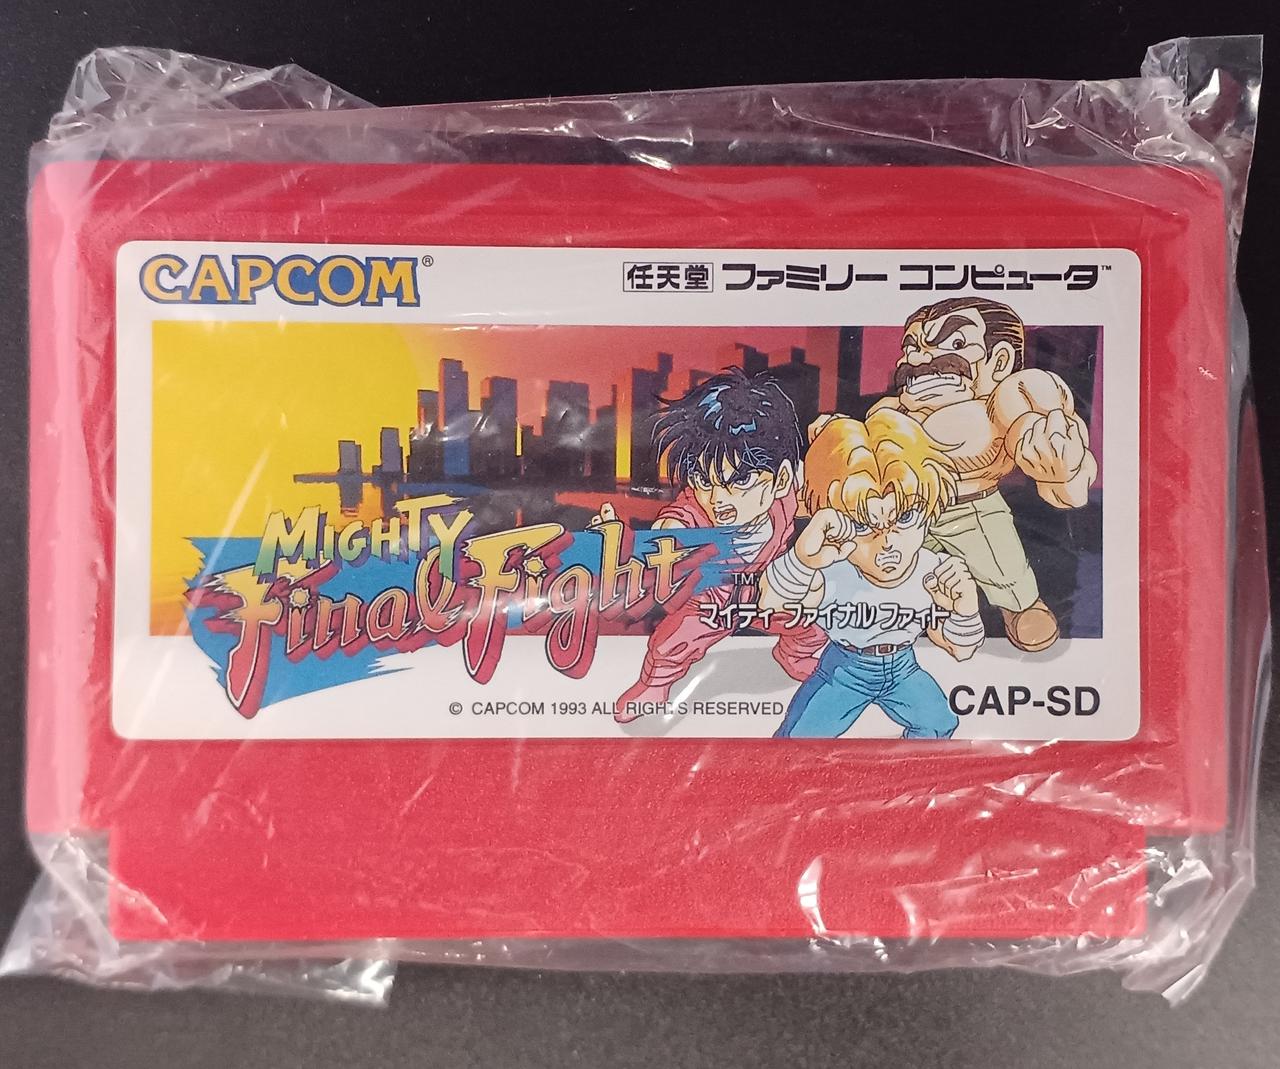 CAPCOM®
任天堂 ファミリー コンピュータ™
MIGHTY
Final Fight™
マイティ ファイナルファイト
© CAPCOM 1993 ALL RIGHTS RESERVED
CAP-SD